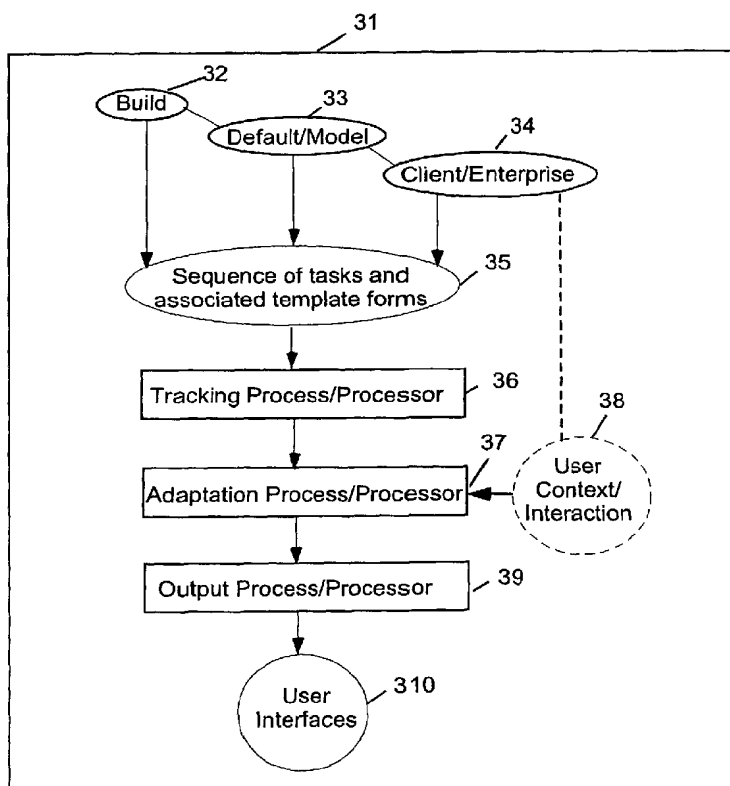 31
32
Build
33
Default/Model
34
Client/Enterprise
Sequence of tasks and
associated template forms
35
Tracking Process/Processor
36
38
37
Adaptation Process/Processor
User
Context/
Interaction
Output Process/Processor
39
User
Interfaces
310